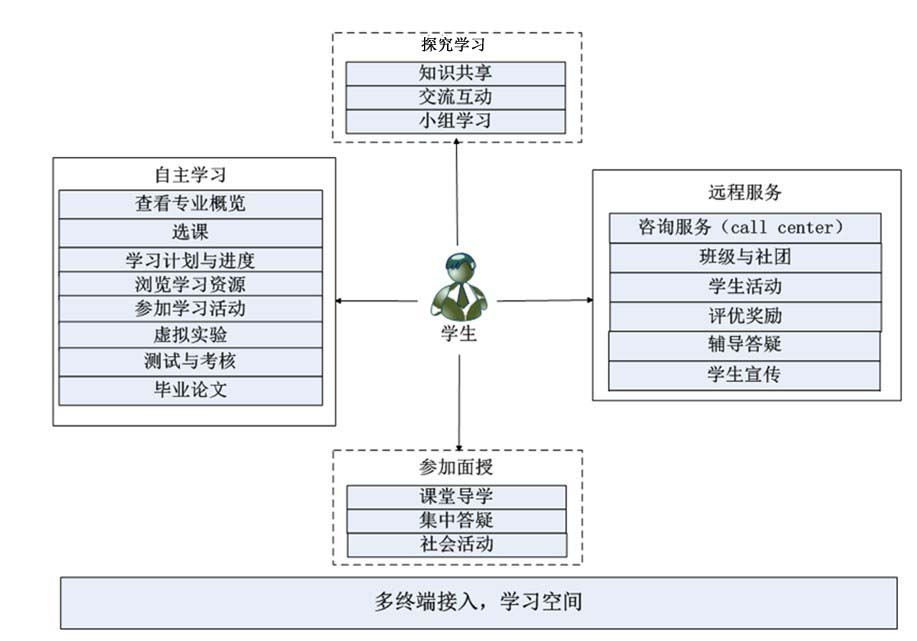 探究学习
知识共享
交流互动
小组学习
自主学习
查看专业概览
选课
学习计划与进度
浏览学习资源
参加学习活动
虚拟实验
测试与考核
毕业论文
学生
远程服务
咨询服务（call center）
班级与社团
学生活动
评优奖励
辅导答疑
学生宣传
参加面授
课堂导学
集中答疑
社会活动
多终端接入，学习空间